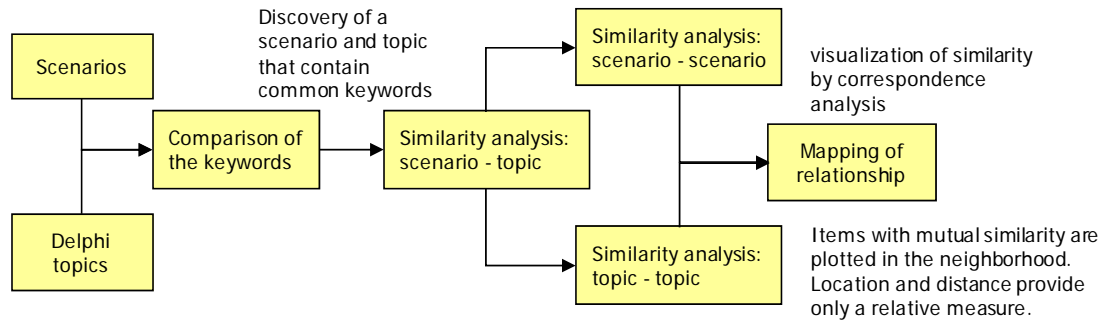 Scenarios
Delphi
topics
Comparison of
the keywords
Discovery of a
scenario and topic
that contain
common keywords
Similarity analysis:
scenario - topic
Similarity analysis:
scenario - scenario
Similarity analysis:
topic - topic
visualization of similarity
by correspondence
analysis
Mapping of
relationship
Items with mutual similarity are
plotted in the neighborhood.
Location and distance provide
only a relative measure.